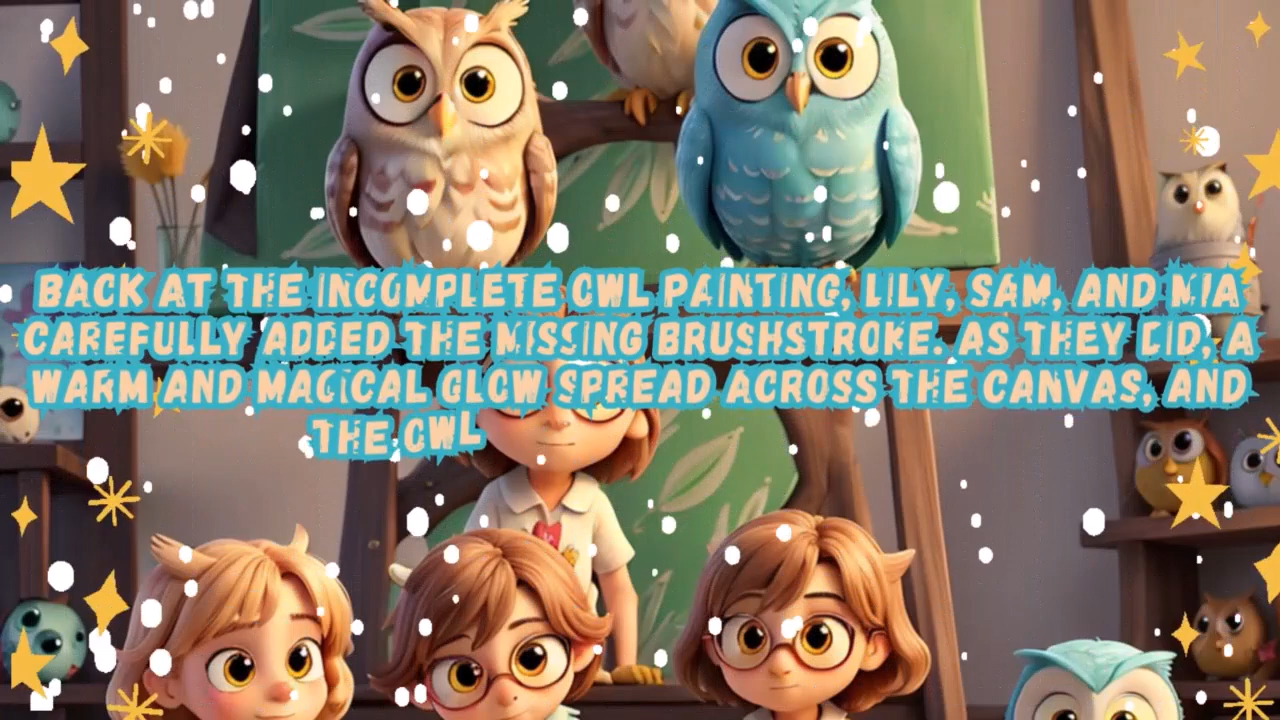 BACK AT THE INCOMPLETE OWL PAINTING, LILY, SAM, AND MIA
CAREFULLY ADDED THE MISSING BRUSHSTROKE. AS THEY DID, A
WARM AND MAGICAL GLOW SPREAD ACROSS THE CANVAS, AND
THE OWL